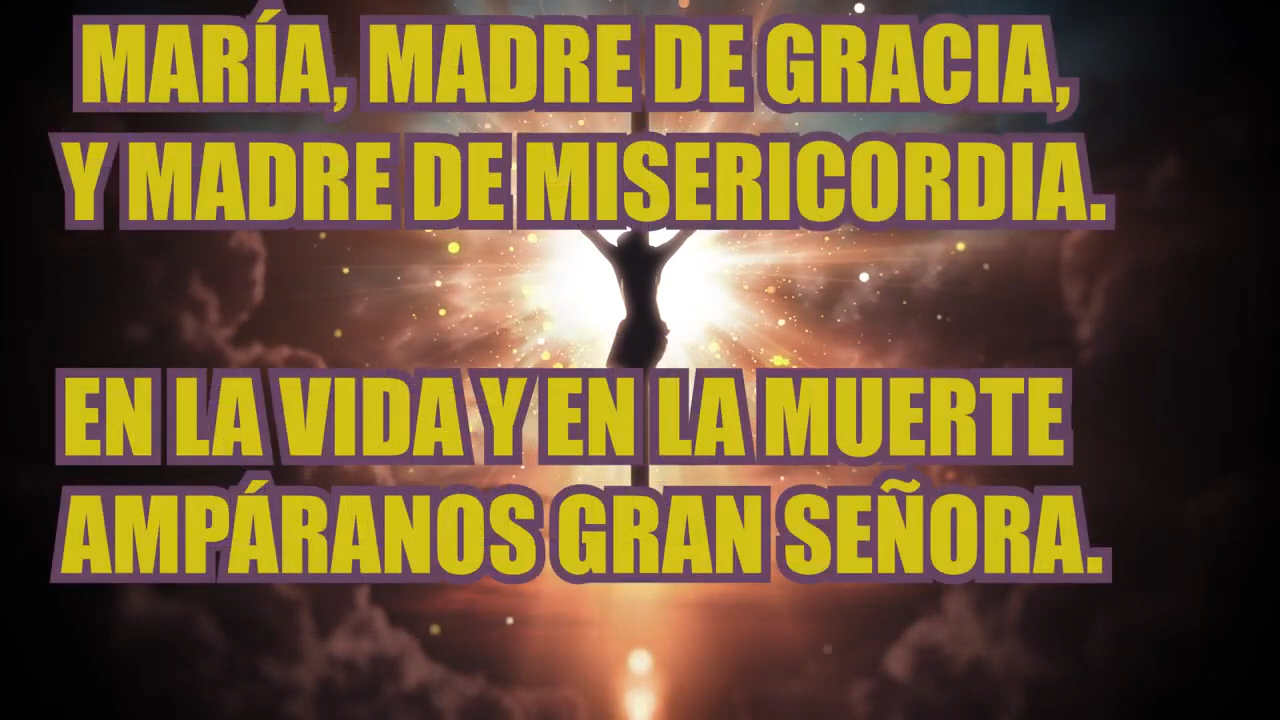 MARÍA, MADRE DE GRACIA,
Y MADRE DE MISERICORDIA.
EN LA VIDA Y EN LA MUERTE
AMPÁRANOS GRAN SEÑORA.